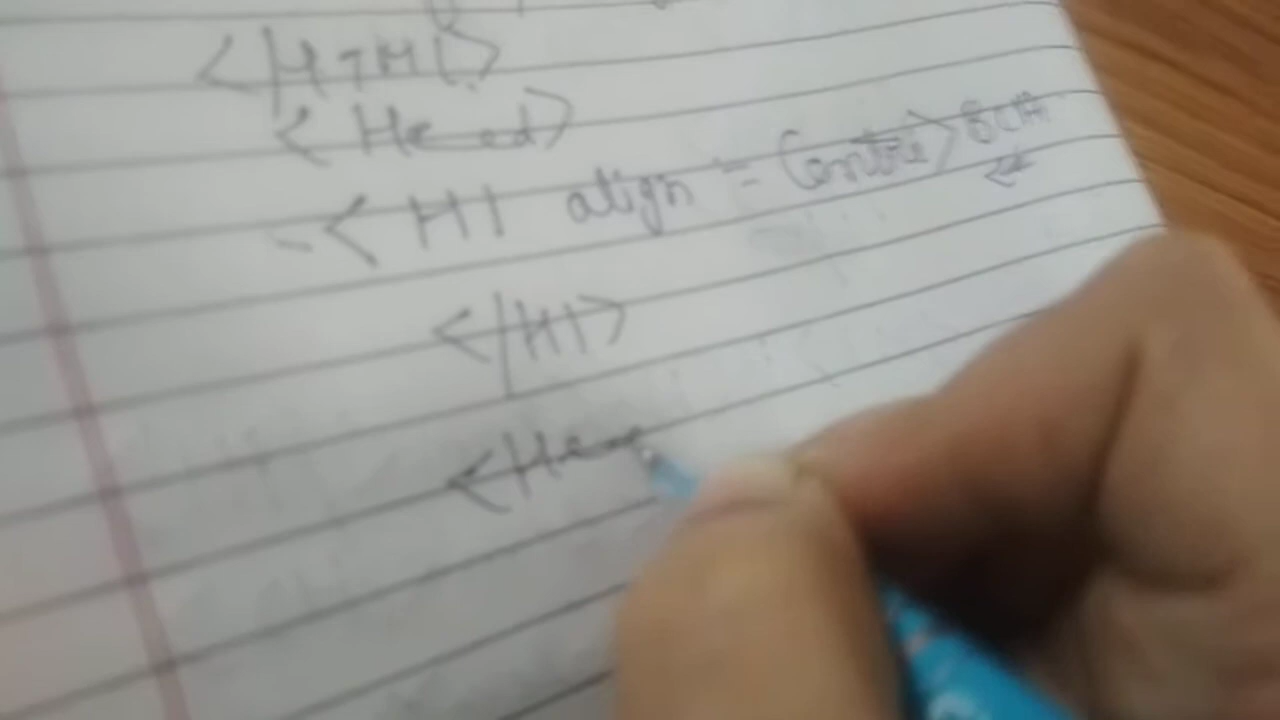 <HTML>
<Head>
<H1 align = Centre>
</H1>
<Hea